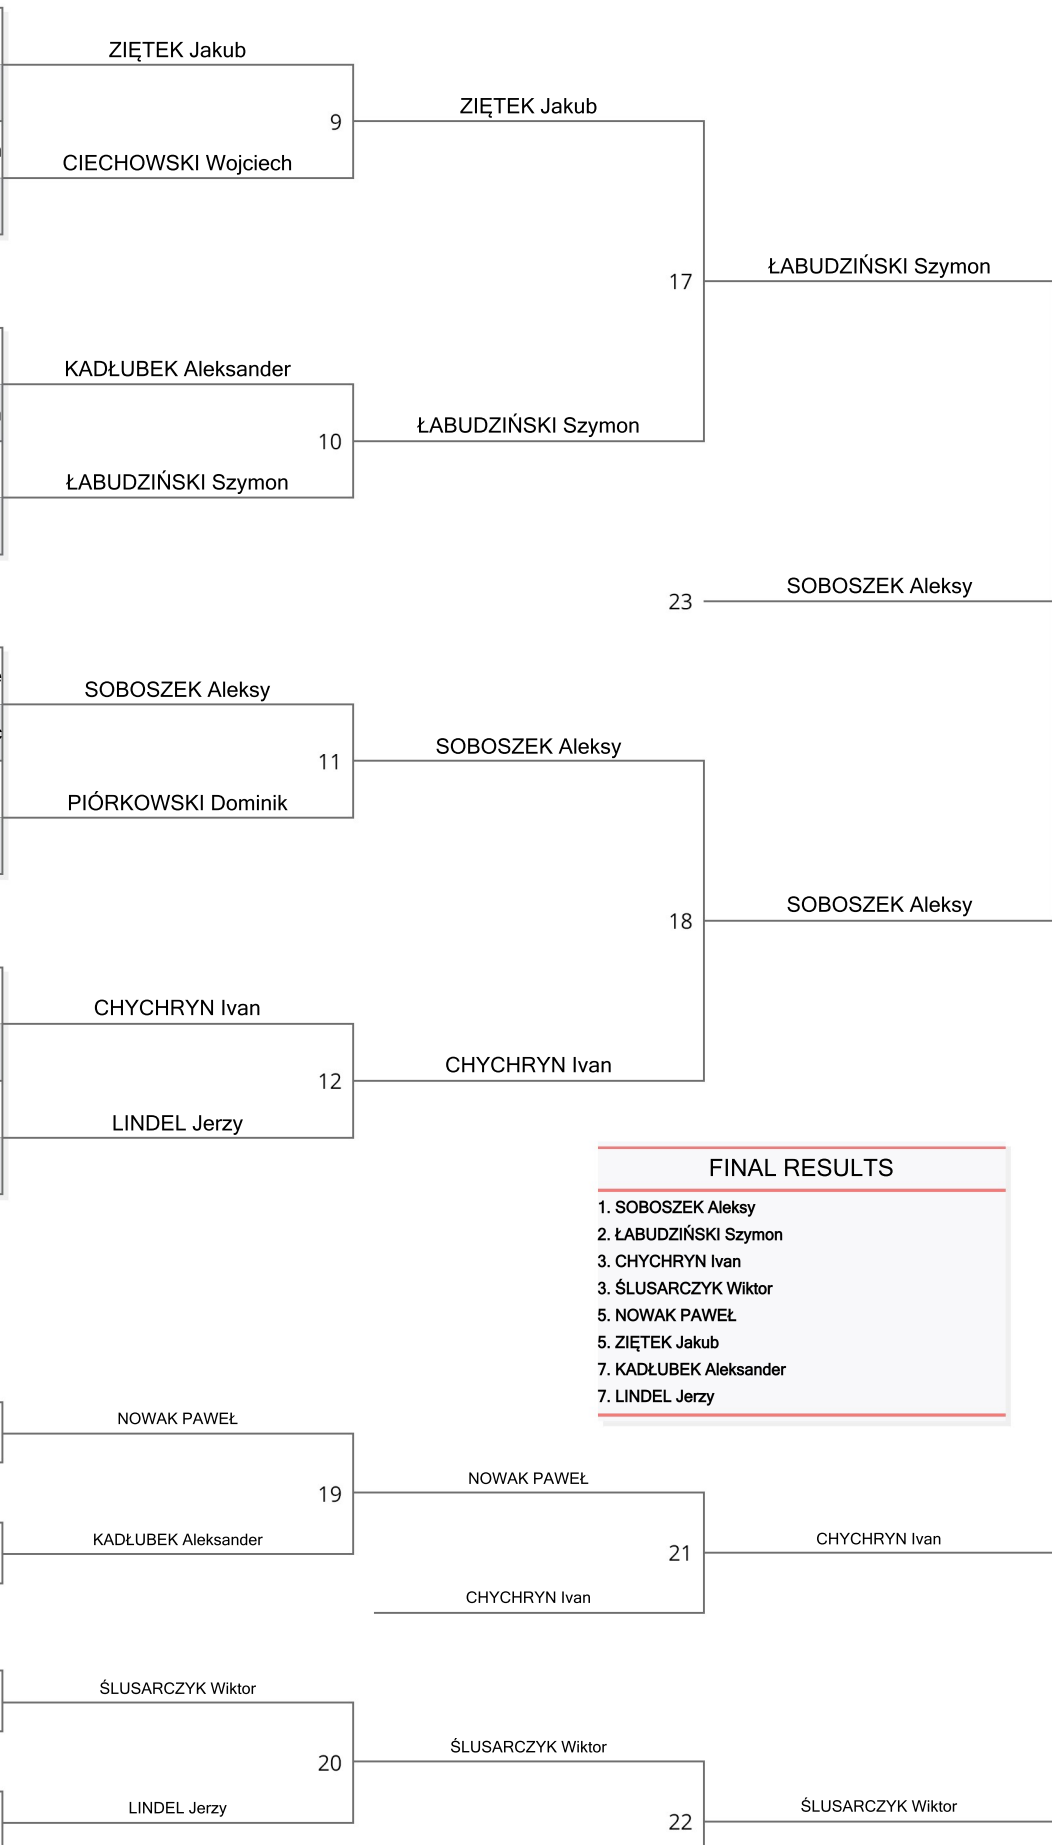 ZIĘTEK Jakub
9
ZIĘTEK Jakub
CIECHOWSKI Wojciech
17
ŁABUDZIŃSKI Szymon
KADŁUBEK Aleksander
10
ŁABUDZIŃSKI Szymon
ŁABUDZIŃSKI Szymon
23
SOBOSZEK Aleksy
SOBOSZEK Aleksy
11
SOBOSZEK Aleksy
PIÓRKOWSKI Dominik
18
SOBOSZEK Aleksy
CHYCHRYN Ivan
12
CHYCHRYN Ivan
LINDEL Jerzy
FINAL RESULTS
1. SOBOSZEK Aleksy
2. ŁABUDZIŃSKI Szymon
3. CHYCHRYN Ivan
3. ŚLUSARCZYK Wiktor
5. NOWAK PAWEŁ
5. ZIĘTEK Jakub
7. KADŁUBEK Aleksander
7. LINDEL Jerzy
NOWAK PAWEŁ
19
NOWAK PAWEŁ
KADŁUBEK Aleksander
21
CHYCHRYN Ivan
CHYCHRYN Ivan
ŚLUSARCZYK Wiktor
20
ŚLUSARCZYK Wiktor
LINDEL Jerzy
22
ŚLUSARCZYK Wiktor